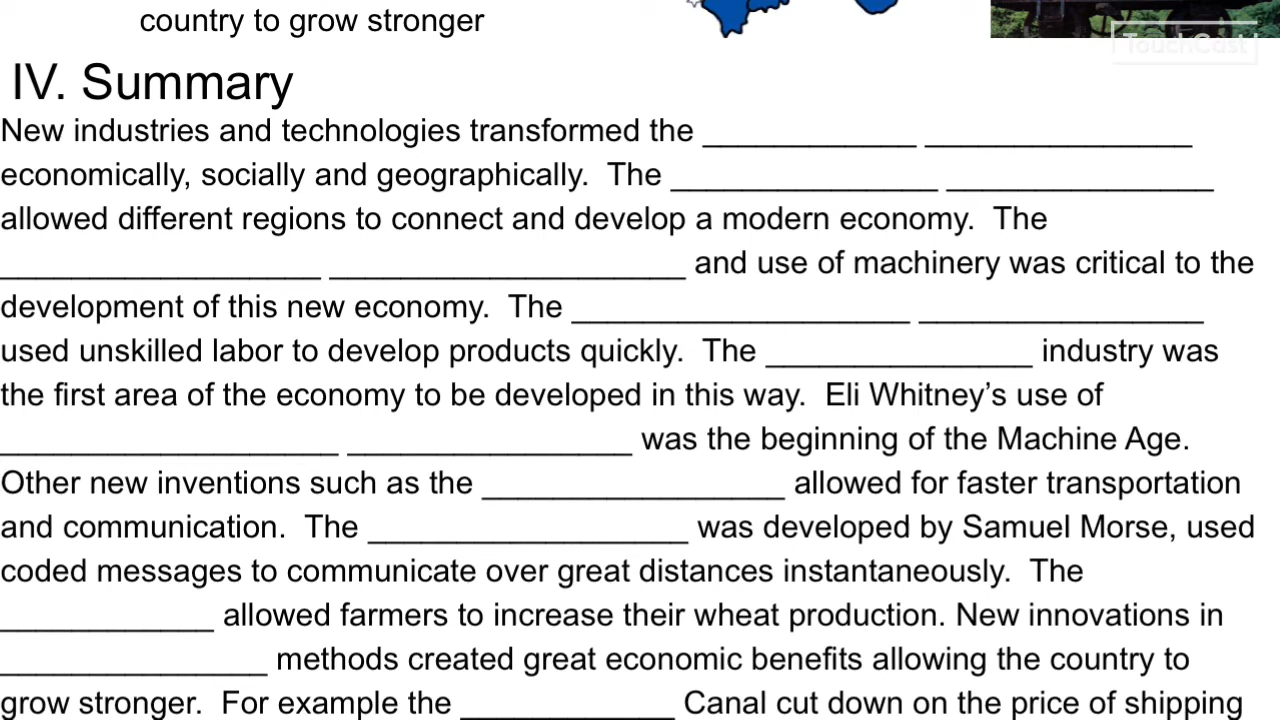 country to grow stronger
TouchCast
IV. Summary
New industries and technologies transformed the ____________ _______________
economically, socially and geographically.  The _______________ _______________
allowed different regions to connect and develop a modern economy.  The
__________________ ____________________ and use of machinery was critical to the
development of this new economy.  The ___________________ ________________
used unskilled labor to develop products quickly.  The _______________ industry was
the first area of the economy to be developed in this way.  Eli Whitney’s use of
___________________ ________________ was the beginning of the Machine Age.
Other new inventions such as the _________________ allowed for faster transportation
and communication.  The __________________ was developed by Samuel Morse, used
coded messages to communicate over great distances instantaneously.  The
____________ allowed farmers to increase their wheat production. New innovations in
_______________ methods created great economic benefits allowing the country to
grow stronger.  For example the ____________ Canal cut down on the price of shipping